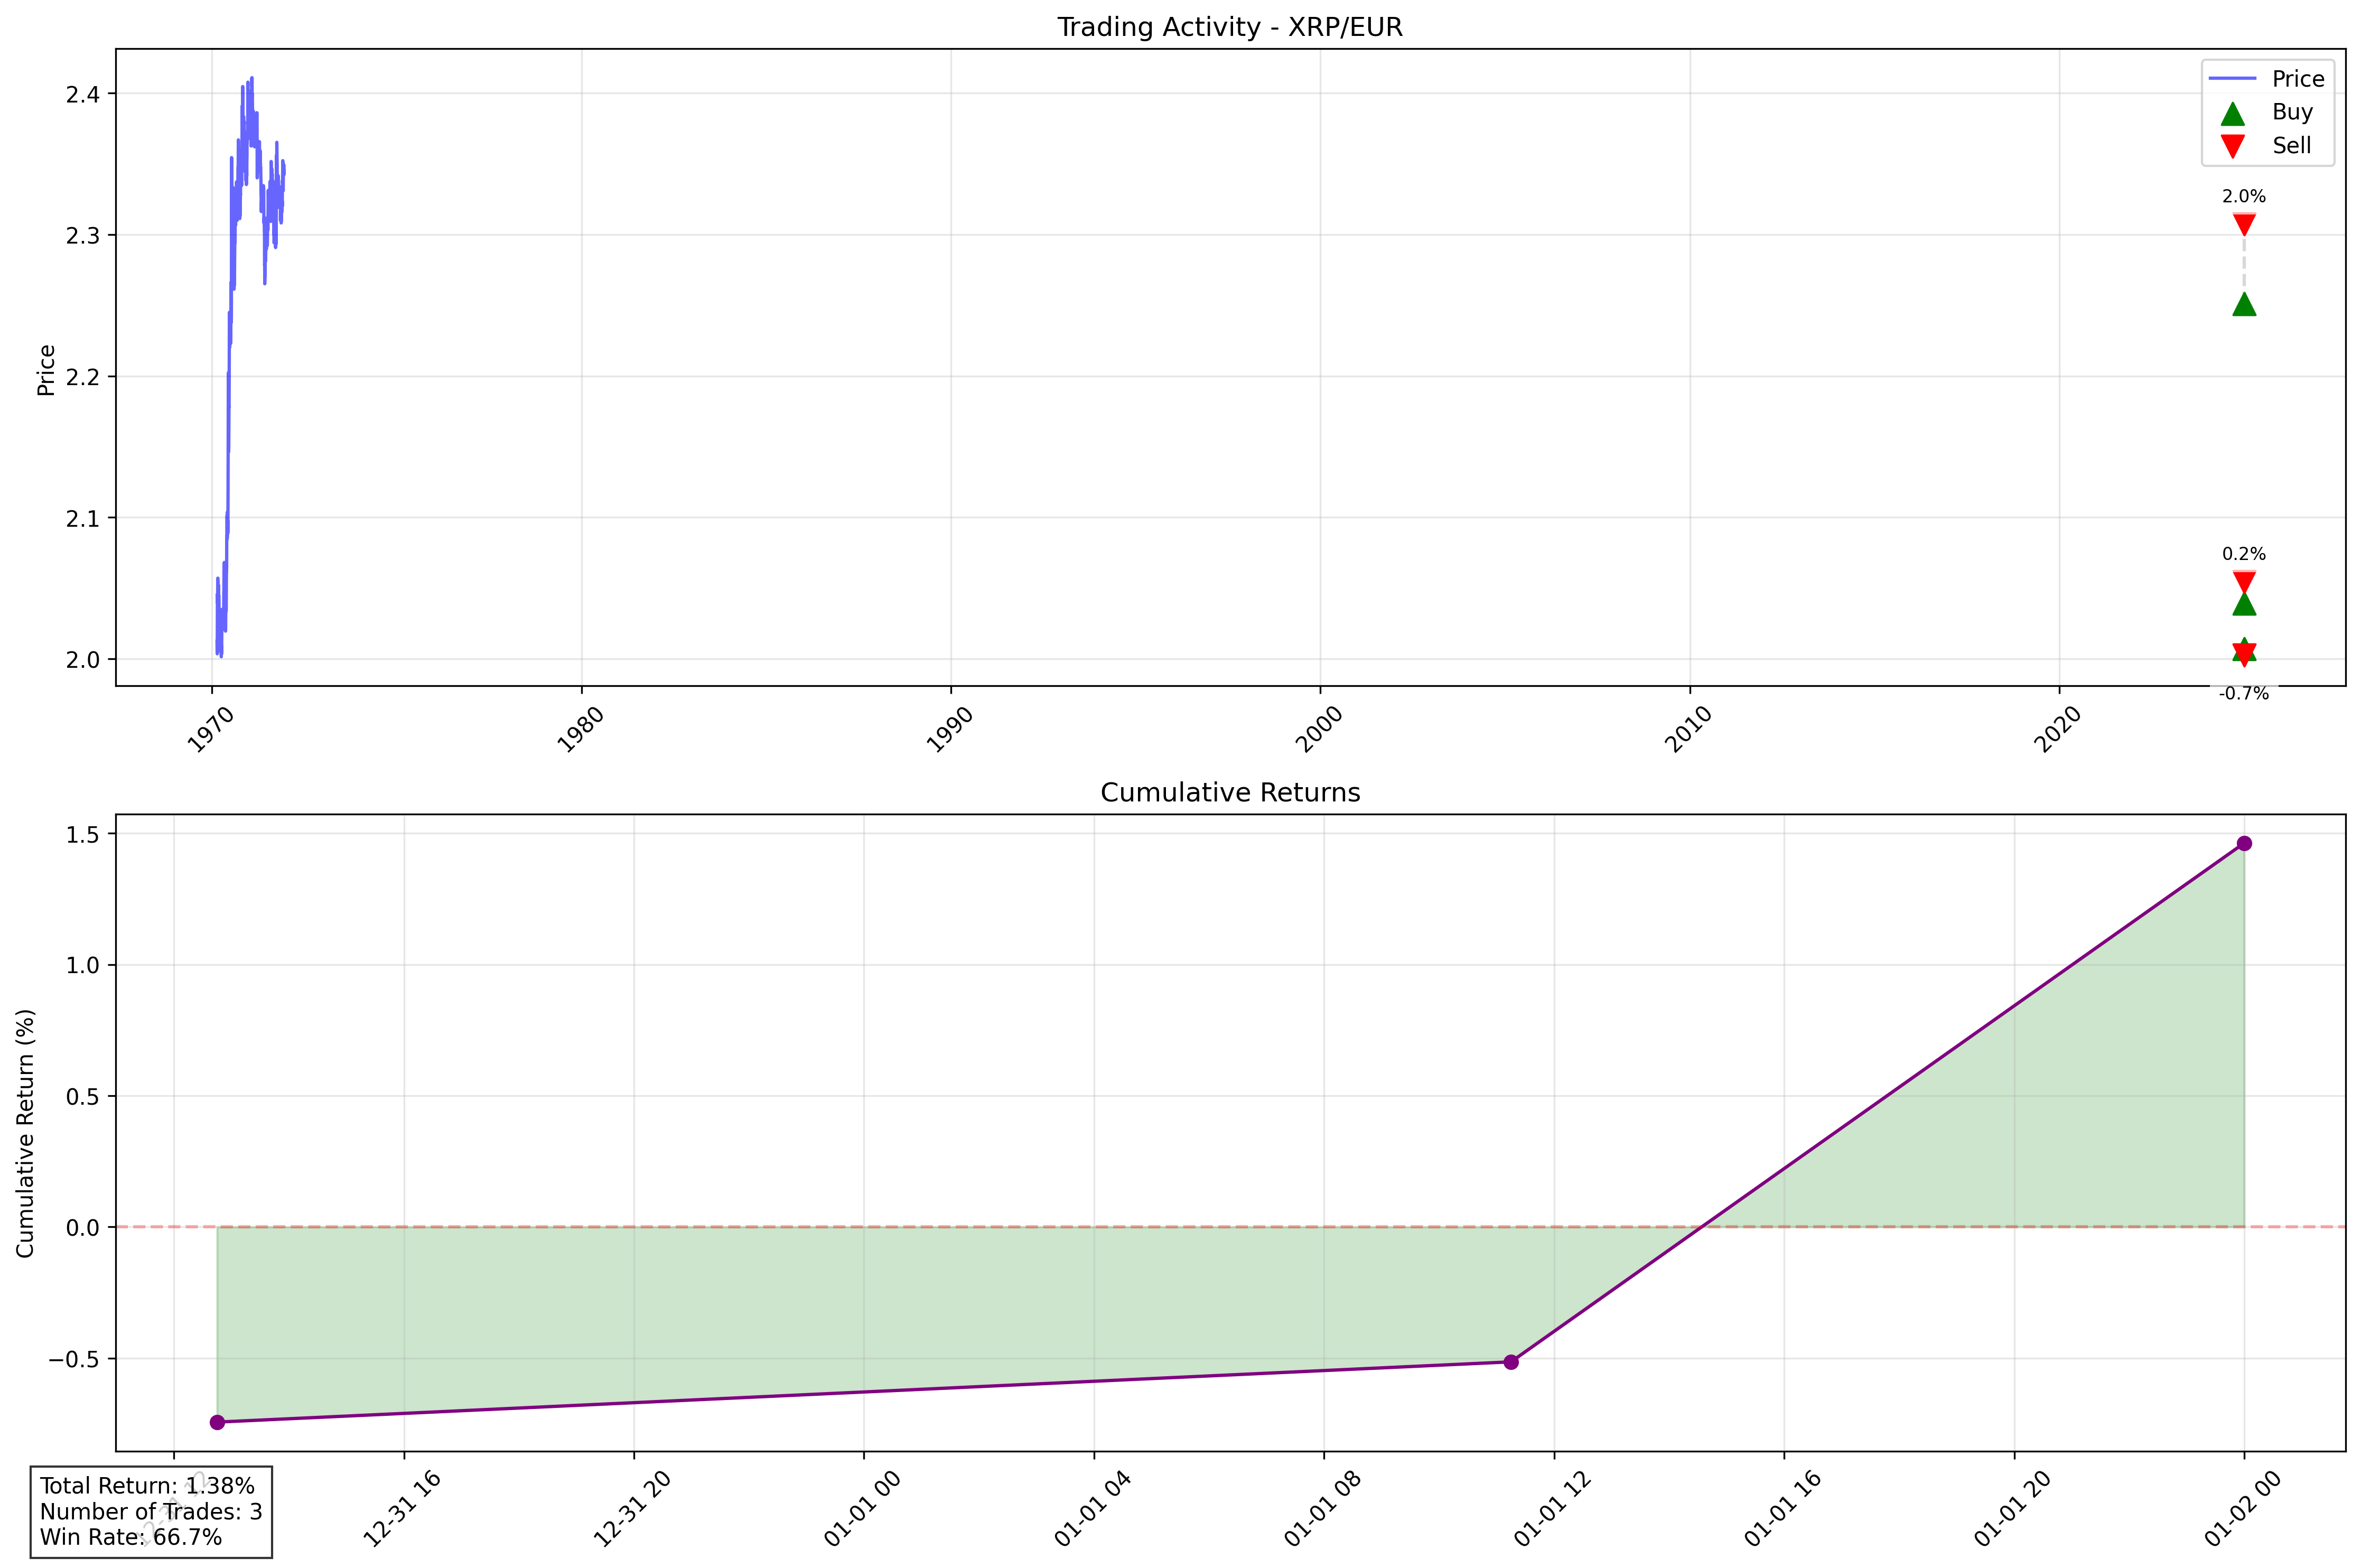 Trading Activity - XRP/EUR
Price
2.4
2.3
2.2
2.1
2.0
Price
Buy
Sell
2.0%
0.2%
-0.7%
1970
1980
1990
2000
2010
2020
Cumulative Returns
Cumulative Return (%)
1.5
1.0
0.5
0.0
−0.5
12-31 16
12-31 20
01-01 00
01-01 04
01-01 08
01-01 12
01-01 16
01-01 20
01-02 00
Total Return: 1.38%
Number of Trades: 3
Win Rate: 66.7%